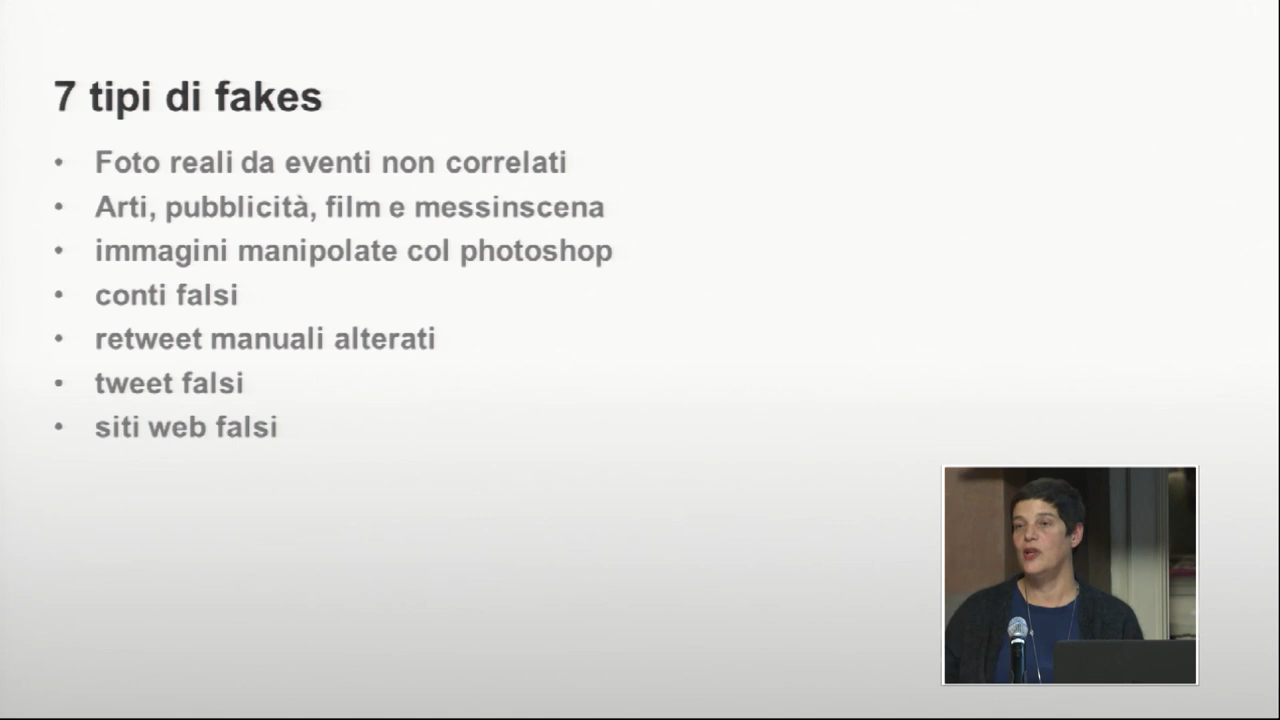 7 tipi di fakes
• Foto reali da eventi non correlati
• Arti, pubblicità, film e messinscena
• immagini manipolate col photoshop
• conti falsi
• retweet manuali alterati
• tweet falsi
• siti web falsi